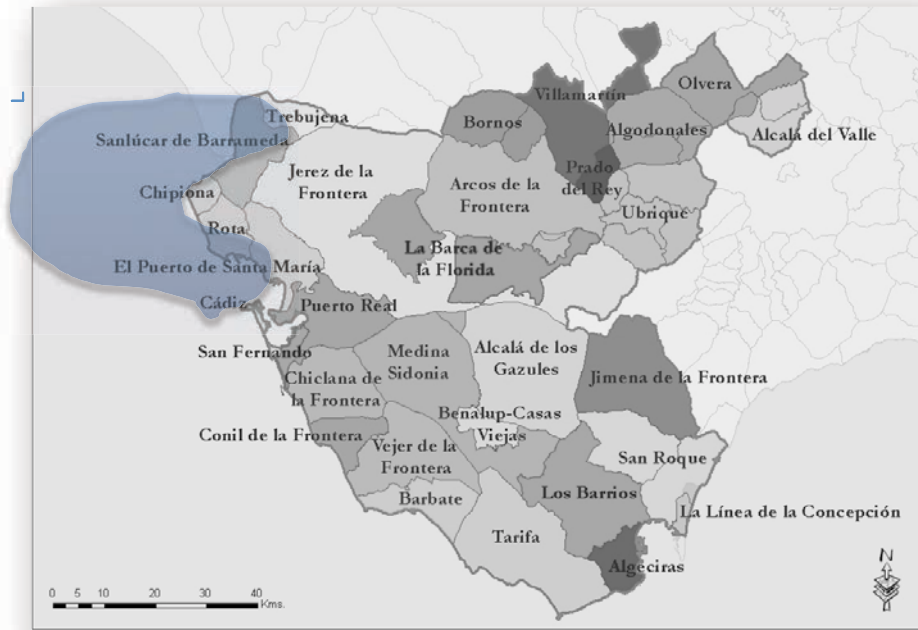 Olvera
Villamartín
Trebujena
Bornos
Algodonales
Alcalá del Valle
Sanlúcar de Barrameda
Jerez de la
Frontera
Prado
del Rey
Arcos de la
Frontera
Chipiona
Ubrique
Rota
La Barca de
la Florida
El Puerto de Santa María
Cádiz
Puerto Real
San Fernando
Medina
Sidonia
Alcalá de los
Gazules
Jimena de la Frontera
Chiclana de
la Frontera
Benalup-Casas
Viejas
Conil de la Frontera
Vejer de la
Frontera
San Roque
Barbate
Los Barrios
La Línea de la Concepción
Tarifa
Algeciras
N
0 5 10 20 30 40
Kms.